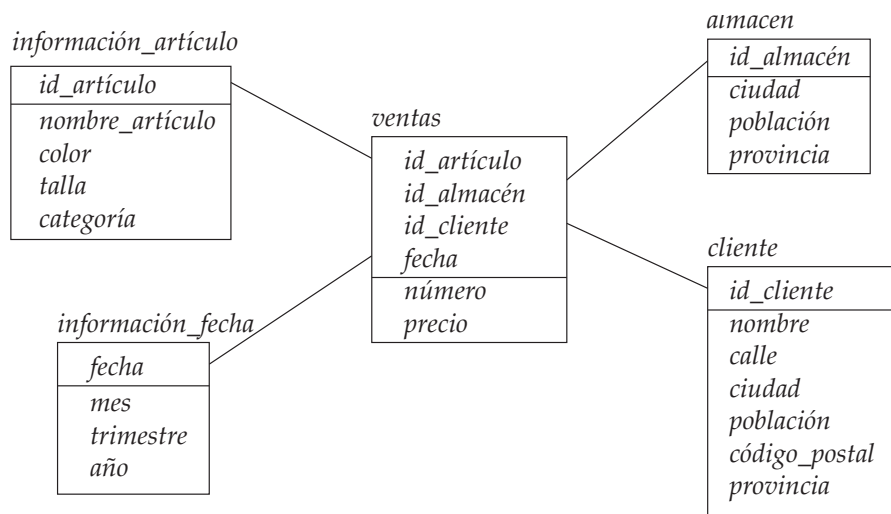 información_artículo
id_artículo
nombre_artículo
color
talla
categoría
ventas
id_artículo
id_almacén
id_cliente
fecha
número
precio
almacén
id_almacén
ciudad
población
provincia
información_fecha
fecha
mes
trimestre
año
cliente
id_cliente
nombre
calle
ciudad
población
código_postal
provincia